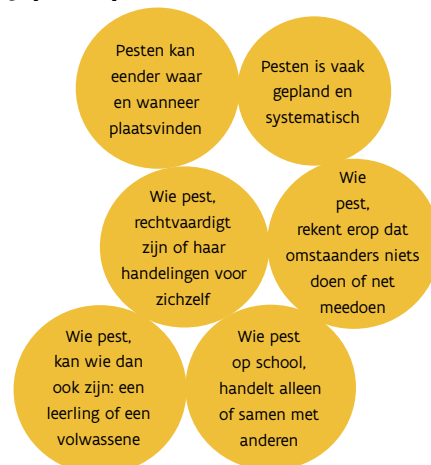 Pesten kan
eender waar
en wanneer
plaatsvinden
Pesten is vaak
gepland en
systematisch
Wie pest,
rechtvaardigt
zijn of haar
handelingen voor
zichzelf
Wie
pest,
rekent erop dat
omstaanders niets
doen of net
meedoen
Wie pest,
kan wie dan
ook zijn: een
leerling of een
volwassene
Wie pest
op school,
handelt alleen
of samen met
anderen